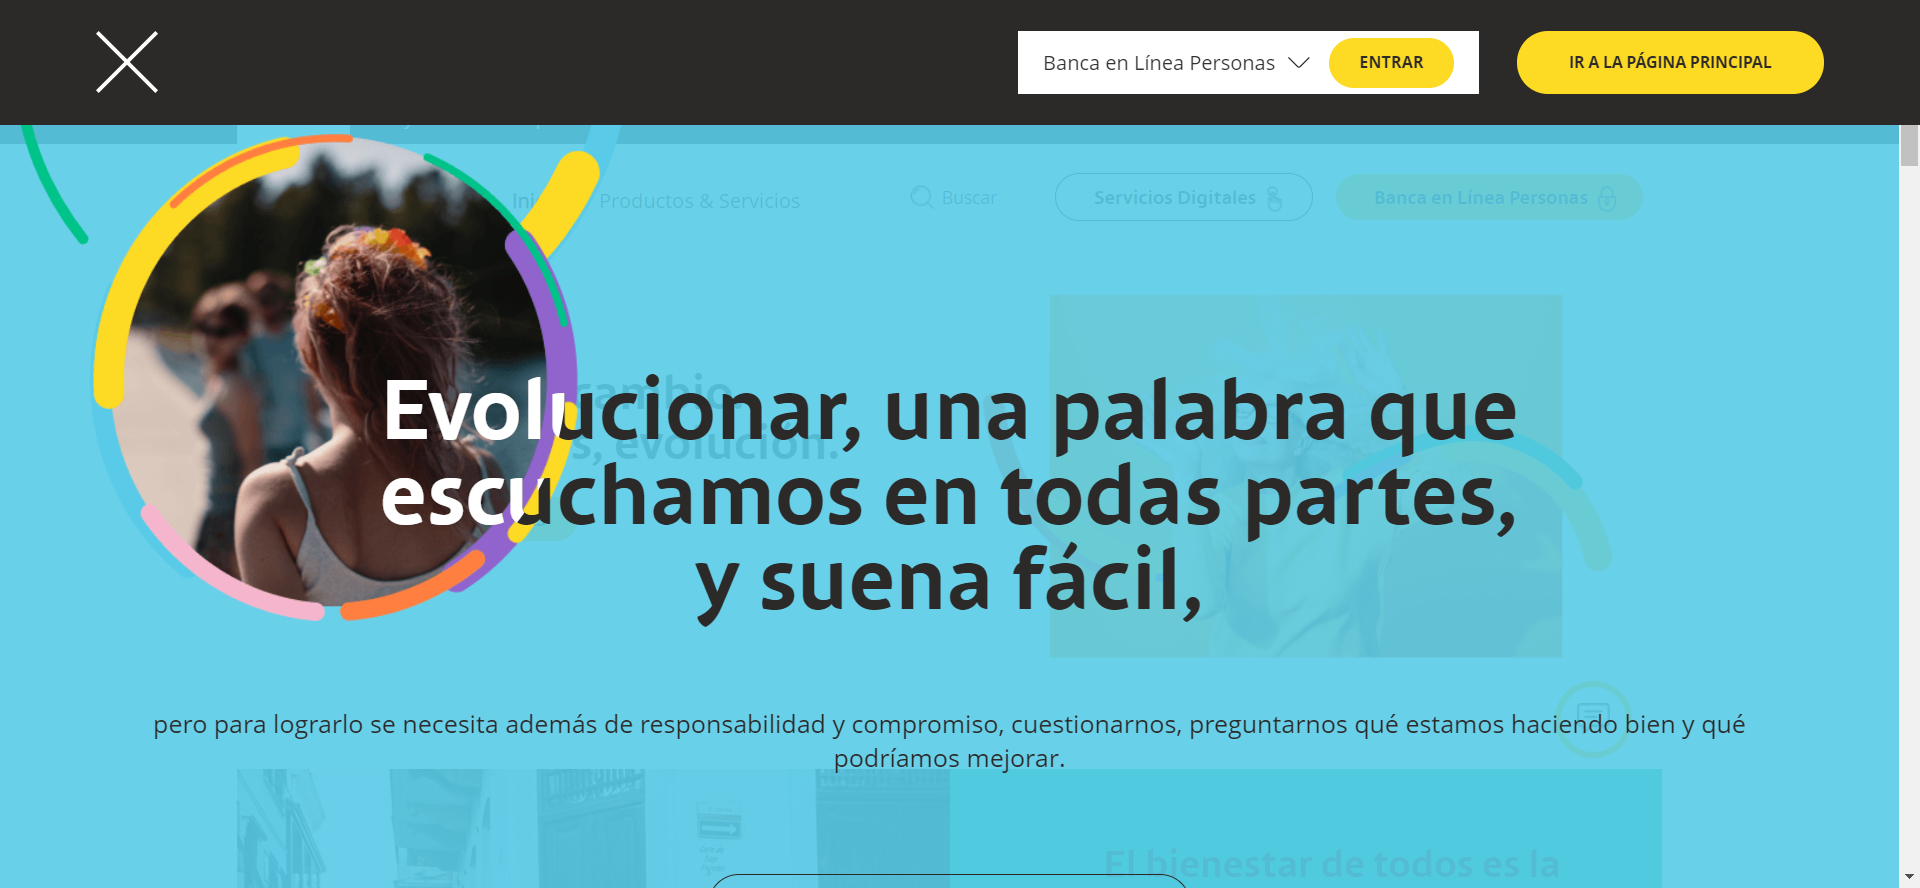 Banca en Línea Personas
ENTRAR
IR A LA PÁGINA PRINCIPAL
Productos & Servicios
Buscar
Servicios Digitales
Banca en Línea Personas
cambio.
s, evolución.
Evolucionar, una palabra que
escuchamos en todas partes,
y suena fácil,
pero para lograrlo se necesita además de responsabilidad y compromiso, cuestionarnos, preguntarnos qué estamos haciendo bien y qué
podríamos mejorar.
El bienestar de todos es la